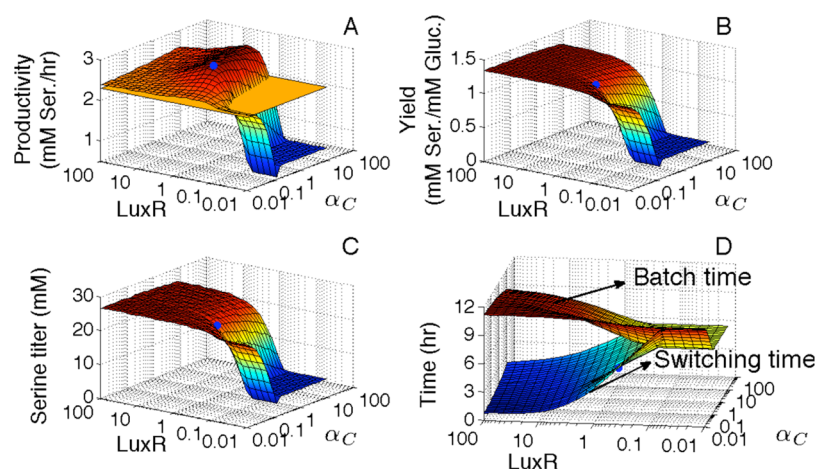 A
Productivity
(mM Ser./hr)
3
2
1
100
10
1
0.1
0.01
LuxR
0.01
0.1
1
10
100
α_C
B
Yield
(mM Ser./mM Gluc.)
1.5
1
0.5
0
100
10
1
0.1
0.01
LuxR
0.01
0.1
1
10
100
α_C
C
Serine titer (mM)
30
20
10
0
100
10
1
0.1
0.01
LuxR
0.01
0.1
1
10
100
α_C
D
Batch time
Switching time
Time (hr)
12
9
6
3
0
100
10
1
0.1
0.01
LuxR
0.01
0.1
1
10
100
α_C